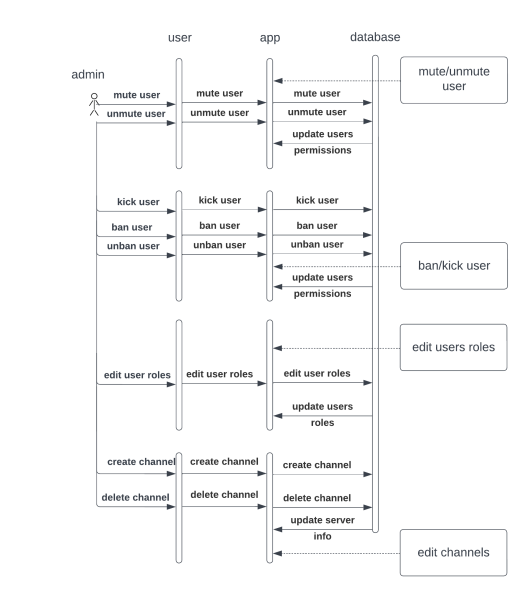 user
app
database
admin
mute/unmute
user
mute user
mute user
mute user
unmute user
unmute user
unmute user
update users
permissions
kick user
kick user
kick user
ban user
ban user
ban user
unban user
unban user
unban user
ban/kick user
update users
permissions
edit users roles
edit user roles
edit user roles
edit user roles
update users
roles
create channel
create channel
create channel
delete channel
delete channel
delete channel
update server
info
edit channels